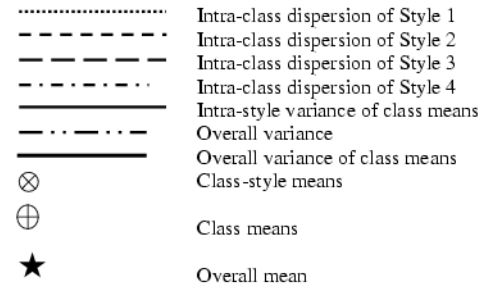 Intra-class dispersion of Style 1
Intra-class dispersion of Style 2
Intra-class dispersion of Style 3
Intra-class dispersion of Style 4
Intra-style variance of class means
Overall variance
Overall variance of class means
Class-style means
Class means
Overall mean